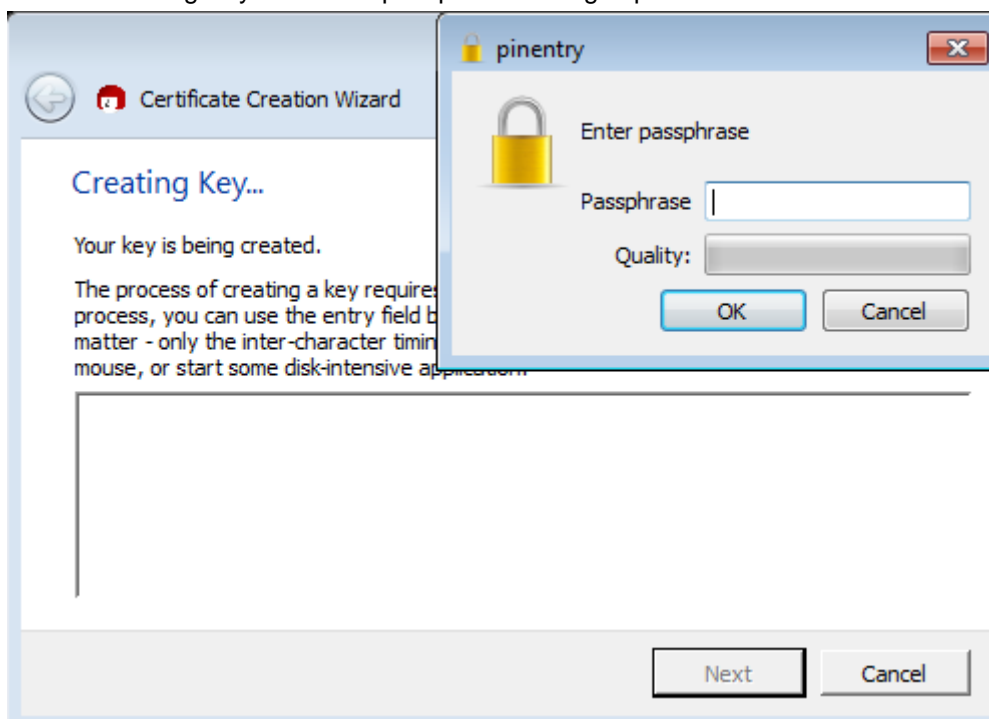 pinentry
Certificate Creation Wizard
Enter passphrase
Passphrase
Quality:
OK
Cancel
Creating Key...
Your key is being created.
The process of creating a key requires
process, you can use the entry field b
matter - only the inter-character timin
mouse, or start some disk-intensive application.
Next
Cancel